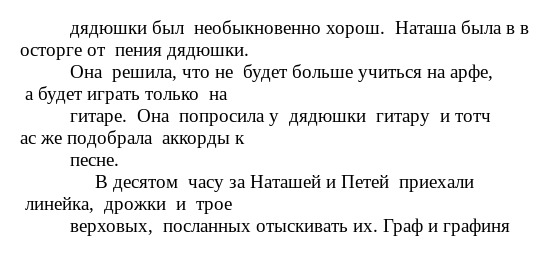 дядюшки был необыкновенно хорош. Наташа была в в
осторге от пения дядюшки.
Она решила, что не будет больше учиться на арфе,
а будет играть только на
гитаре. Она попросила у дядюшки гитару и тотч
ас же подобрала аккорды к
песне.
В десятом часу за Наташей и Петей приехали
линейка, дрожки и трое
верховых, посланных отыскивать их. Граф и графиня